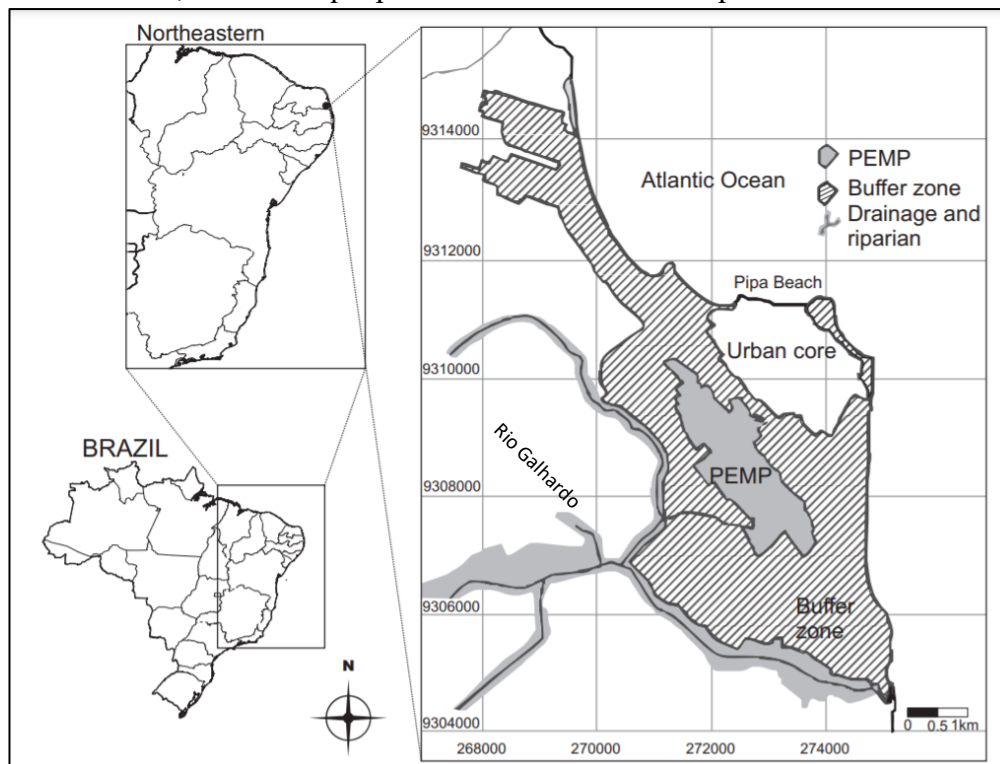 Northeastern
BRAZIL
N
9314000
9312000
9310000
9308000
9306000
9304000
268000
270000
272000
274000
Atlantic Ocean
PEMP
Buffer zone
Drainage and
riparian
Pipa Beach
Urban core
Rio Galhardo
PEMP
Buffer
zone
0 0.5 1km